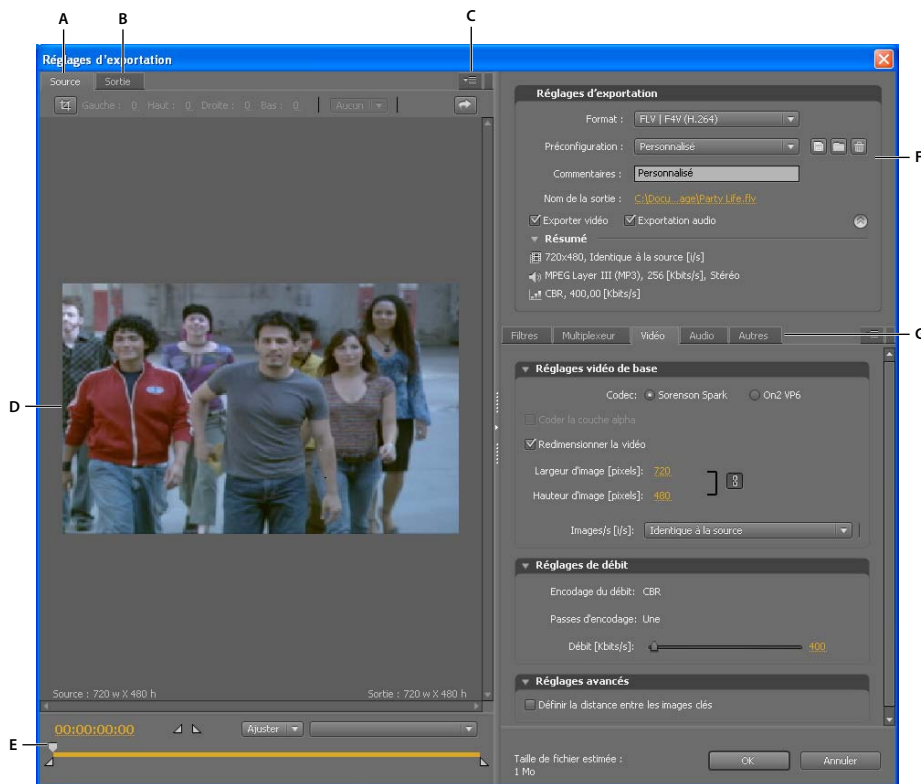 A
B
C
Réglages d'exportation
Source
Sortie
Gauche : 0 Haut : 0 Droite : 0 Bas : 0
Aucun
Réglages d'exportation
Format :
FLV | F4V (H.264)
Préconfiguration :
Personnalisé
F
Commentaires :
Personnalisé
Nom de la sortie :
C:\Docu...age\Party Life.flv
Exporter vidéo
Exportation audio
Résumé
720x480, Identique à la source [i/s]
MPEG Layer III (MP3), 256 [Kbits/s], Stéréo
CBR, 400,00 [Kbits/s]
Filtres
Multiplexeur
Vidéo
Audio
Autres
G
Réglages vidéo de base
Codec:
Sorenson Spark
On2 VP6
D
Coder la couche alpha
Redimensionner la vidéo
Largeur d'image [pixels]: 720
Hauteur d'image [pixels]: 480
Images/s [i/s]:
Identique à la source
Réglages de débit
Encodage du débit: CBR
Passes d'encodage: Une
Débit [Kbits/s]:
400
Réglages avancés
Définir la distance entre les images clés
Source : 720 w X 480 h
Sortie : 720 w X 480 h
00:00:00:00
Ajuster
E
Taille de fichier estimée :
1 Mo
OK
Annuler